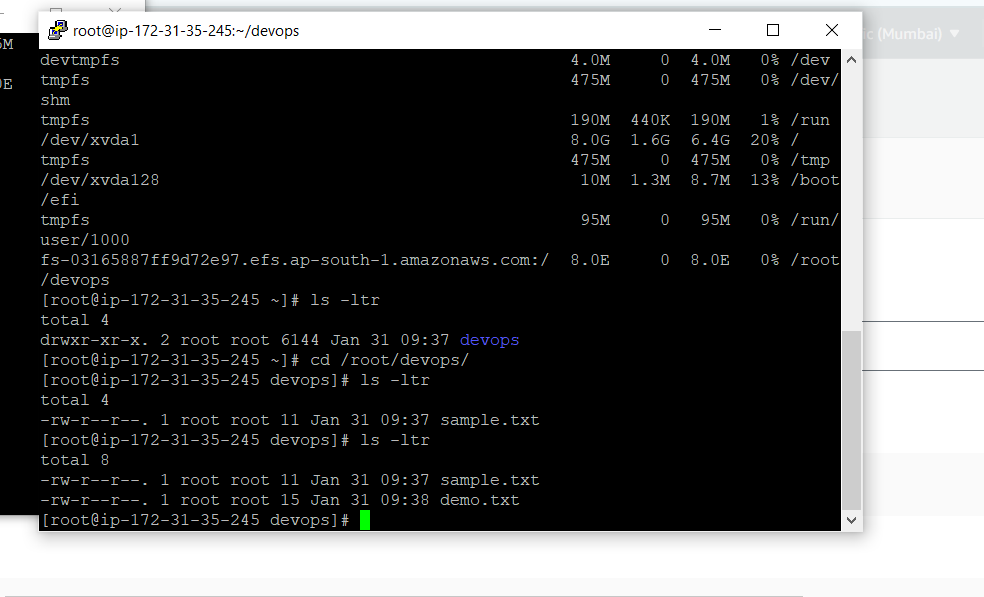 root@ip-172-31-35-245:~/devops
5M
0E
ic (Mumbai)
devtmpfs 4.0M 0 4.0M 0% /dev
tmpfs 475M 0 475M 0% /dev/
shm
tmpfs 190M 440K 190M 1% /run
/dev/xvda1 8.0G 1.6G 6.4G 20% /
tmpfs 475M 0 475M 0% /tmp
/dev/xvda128 10M 1.3M 8.7M 13% /boot
/efi
tmpfs 95M 0 95M 0% /run/
user/1000
fs-03165887ff9d72e97.efs.ap-south-1.amazonaws.com:/ 8.0E 0 8.0E 0% /root
/devops
[root@ip-172-31-35-245 ~]# ls -ltr
total 4
drwxr-xr-x. 2 root root 6144 Jan 31 09:37 devops
[root@ip-172-31-35-245 ~]# cd /root/devops/
[root@ip-172-31-35-245 devops]# ls -ltr
total 4
-rw-r--r--. 1 root root 11 Jan 31 09:37 sample.txt
[root@ip-172-31-35-245 devops]# ls -ltr
total 8
-rw-r--r--. 1 root root 11 Jan 31 09:37 sample.txt
-rw-r--r--. 1 root root 15 Jan 31 09:38 demo.txt
[root@ip-172-31-35-245 devops]#